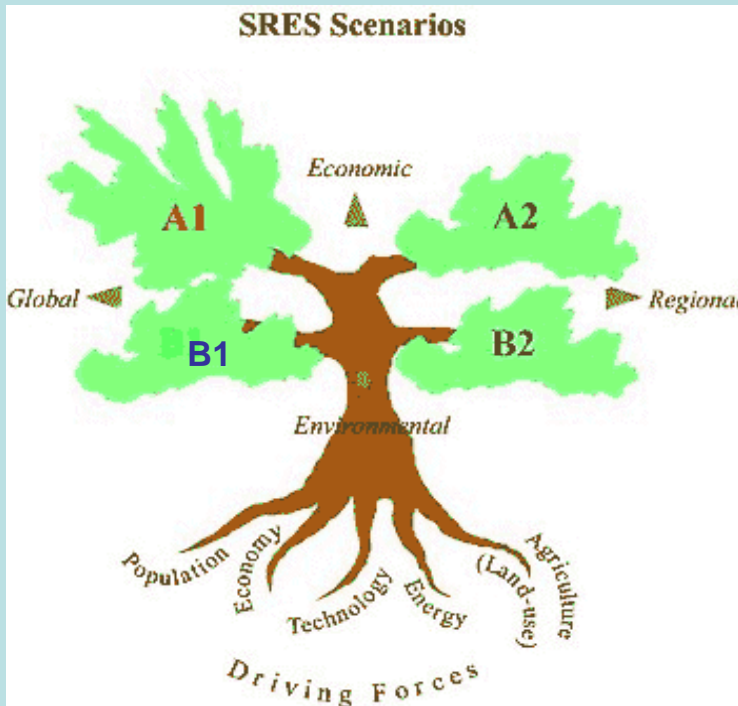 SRES Scenarios
Economic
A1
A2
Global
Regional
B1
B2
Environmental
Population
Economy
Technology
Energy
(Land-use)
Agriculture
Driving Forces